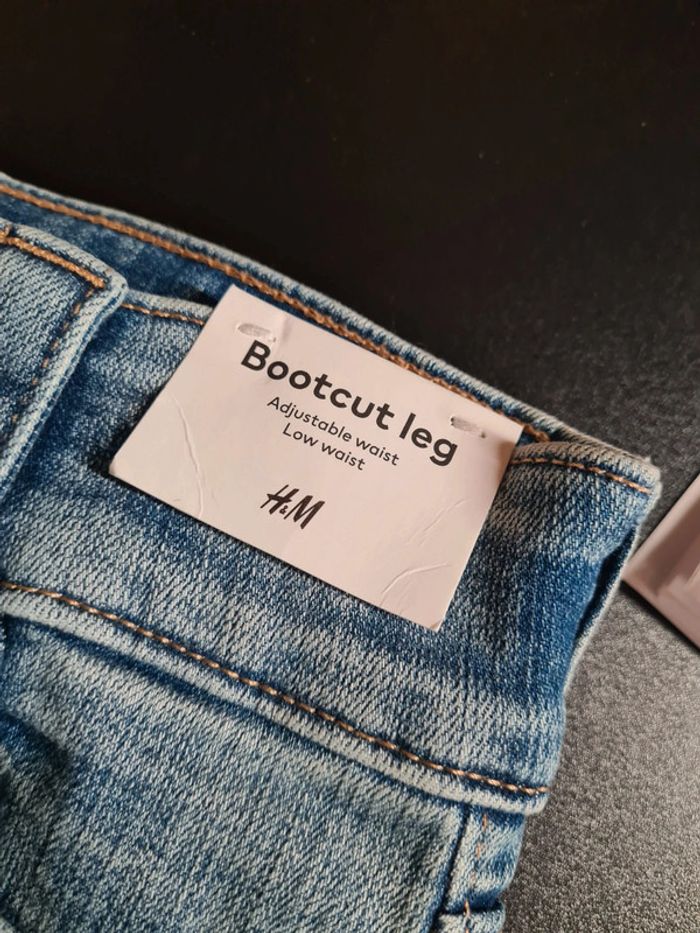 Bootcut leg
Adjustable waist
Low waist
H&M